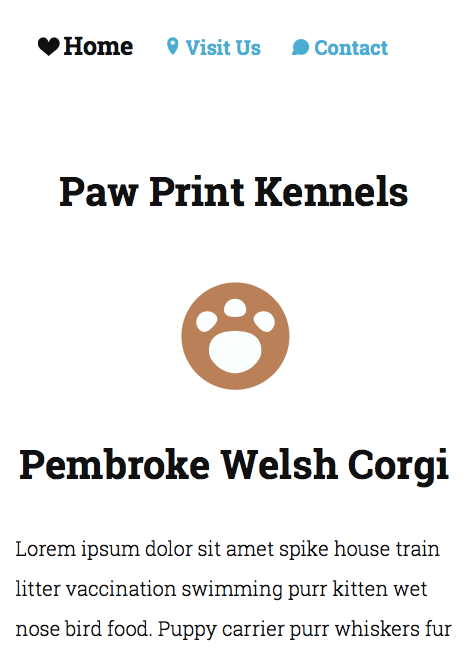 Home Visit Us Contact
Paw Print Kennels
Pembroke Welsh Corgi
Lorem ipsum dolor sit amet spike house train
litter vaccination swimming purr kitten wet
nose bird food. Puppy carrier purr whiskers fur